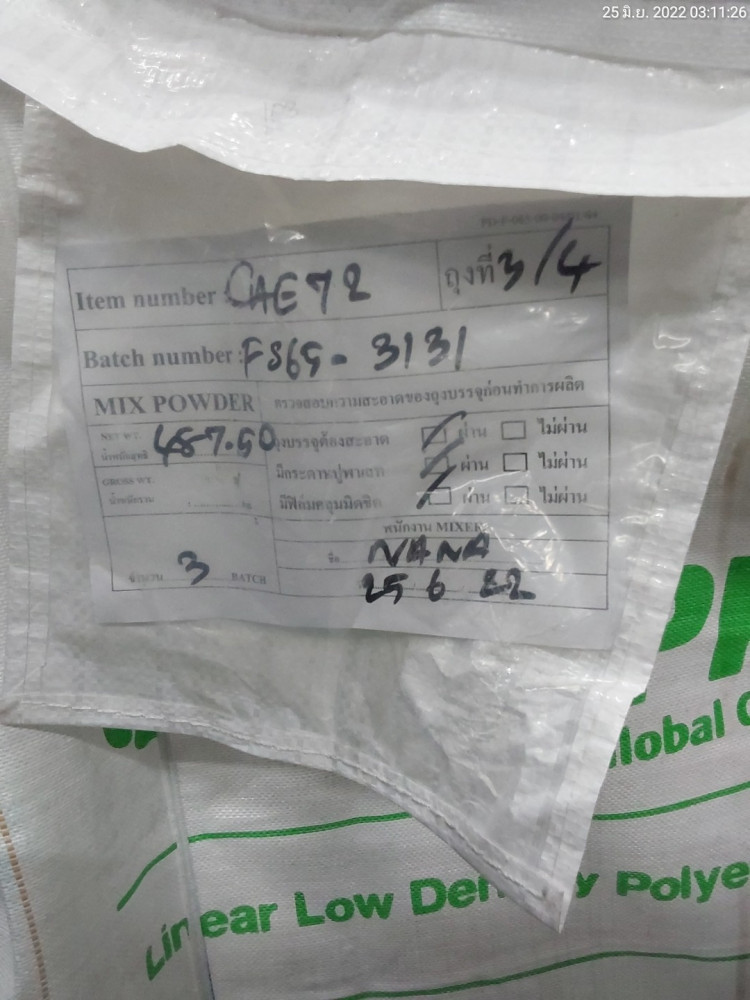 25 มิ.ย. 2022 03:11:26
Item number : CAE72
ถุงที่ 3/4
Batch number : FS65-3131
MIX POWDER
ตรวจสอบความสะอาดของถุงบรรจุก่อนทำการผลิต
NET WT.
น้ำหนักสุทธิ
487.50
ถุงบรรจุต้องสะอาด ผ่าน ไม่ผ่าน
มีกระดาษปูพาเลท ผ่าน ไม่ผ่าน
GROSS WT.
น้ำหนักรวม
มีฟิล์มคลุมมิดชิด ผ่าน ไม่ผ่าน
พนักงาน MIXER
ชื่อ NANA
จำนวน 3 BATCH
25 6 22
lobal
Linear Low Den y Polye